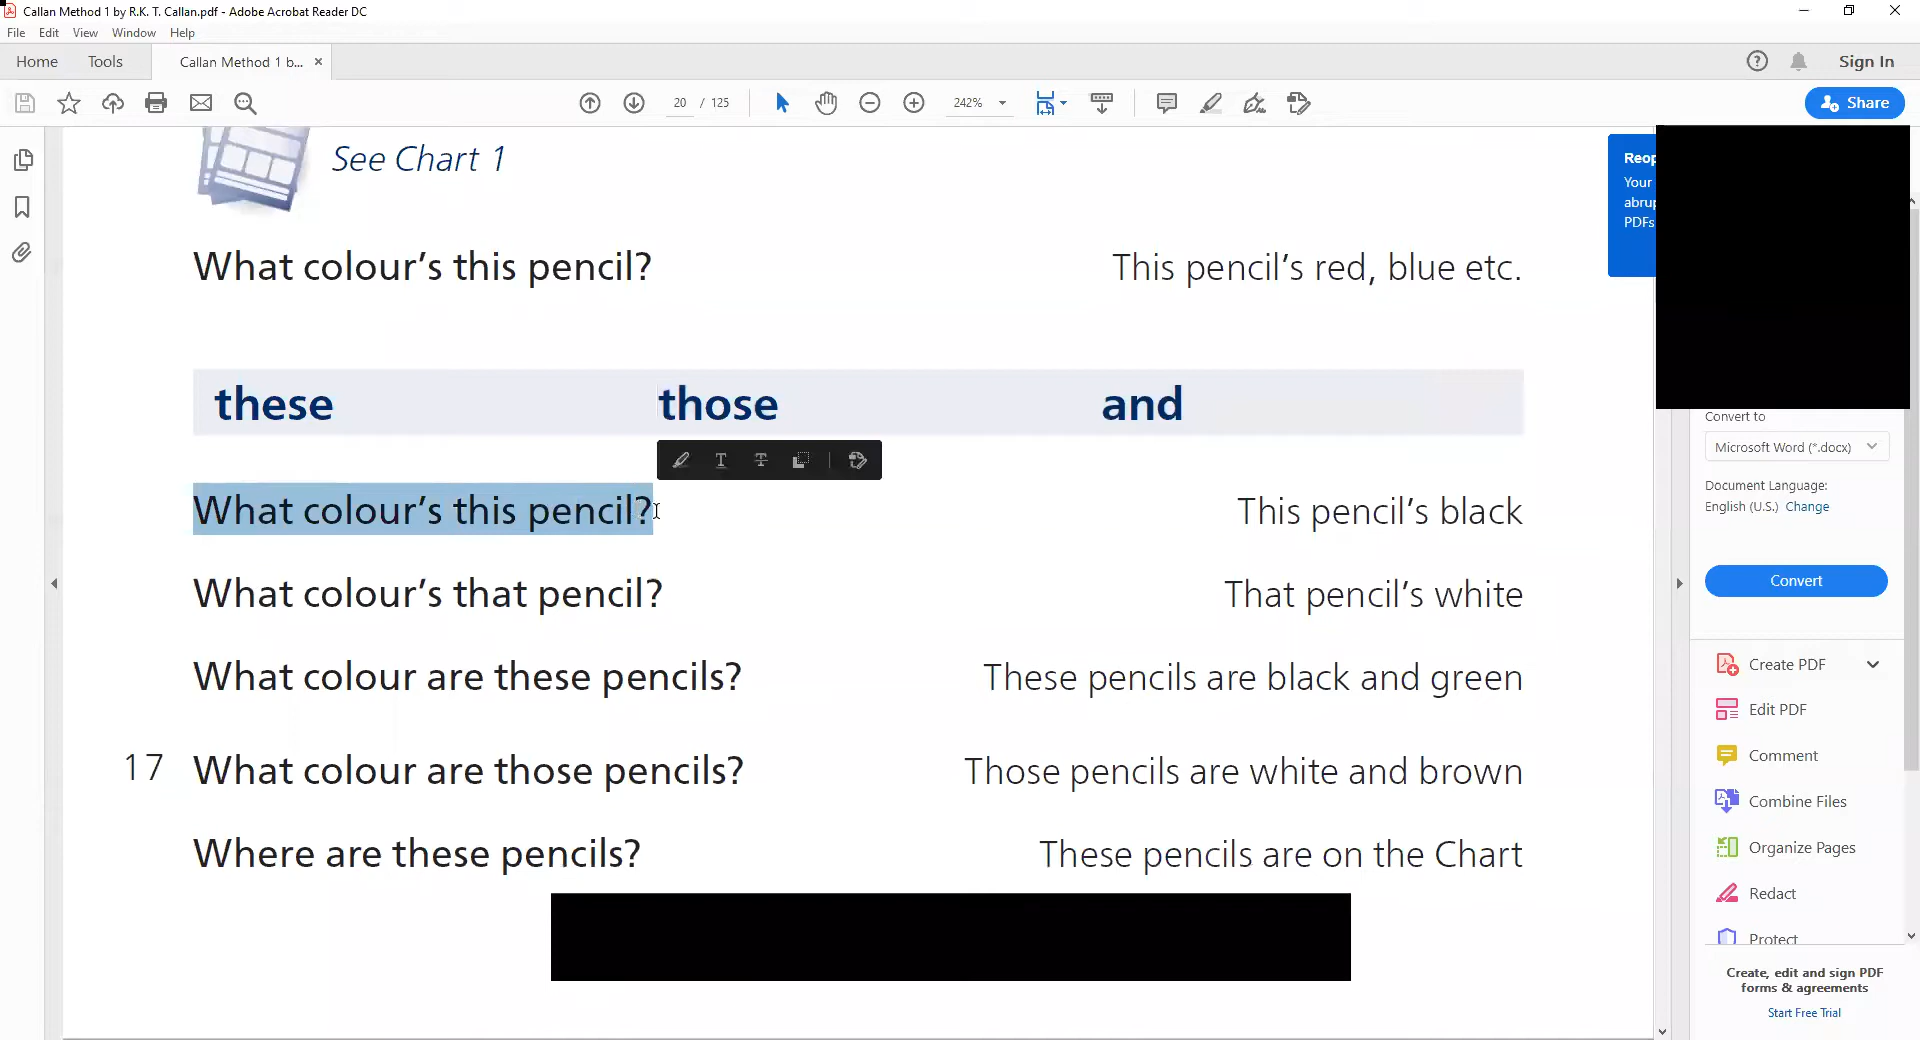 Callan Method 1 by R.K. T. Callan.pdf - Adobe Acrobat Reader DC
File Edit View Window Help
Home Tools Callan Method 1 b... Sign In
20 / 125 242% Share
See Chart 1
Reop
Your
abrup
PDFs
What colour's this pencil? This pencil's red, blue etc.
these those and
What colour's this pencil? This pencil's black
What colour's that pencil? That pencil's white
What colour are these pencils? These pencils are black and green
17 What colour are those pencils? Those pencils are white and brown
Where are these pencils? These pencils are on the Chart
Convert to
Microsoft Word (*.docx)
Document Language:
English (U.S.) Change
Convert
Create PDF
Edit PDF
Comment
Combine Files
Organize Pages
Redact
Protect
Create, edit and sign PDF
forms & agreements
Start Free Trial